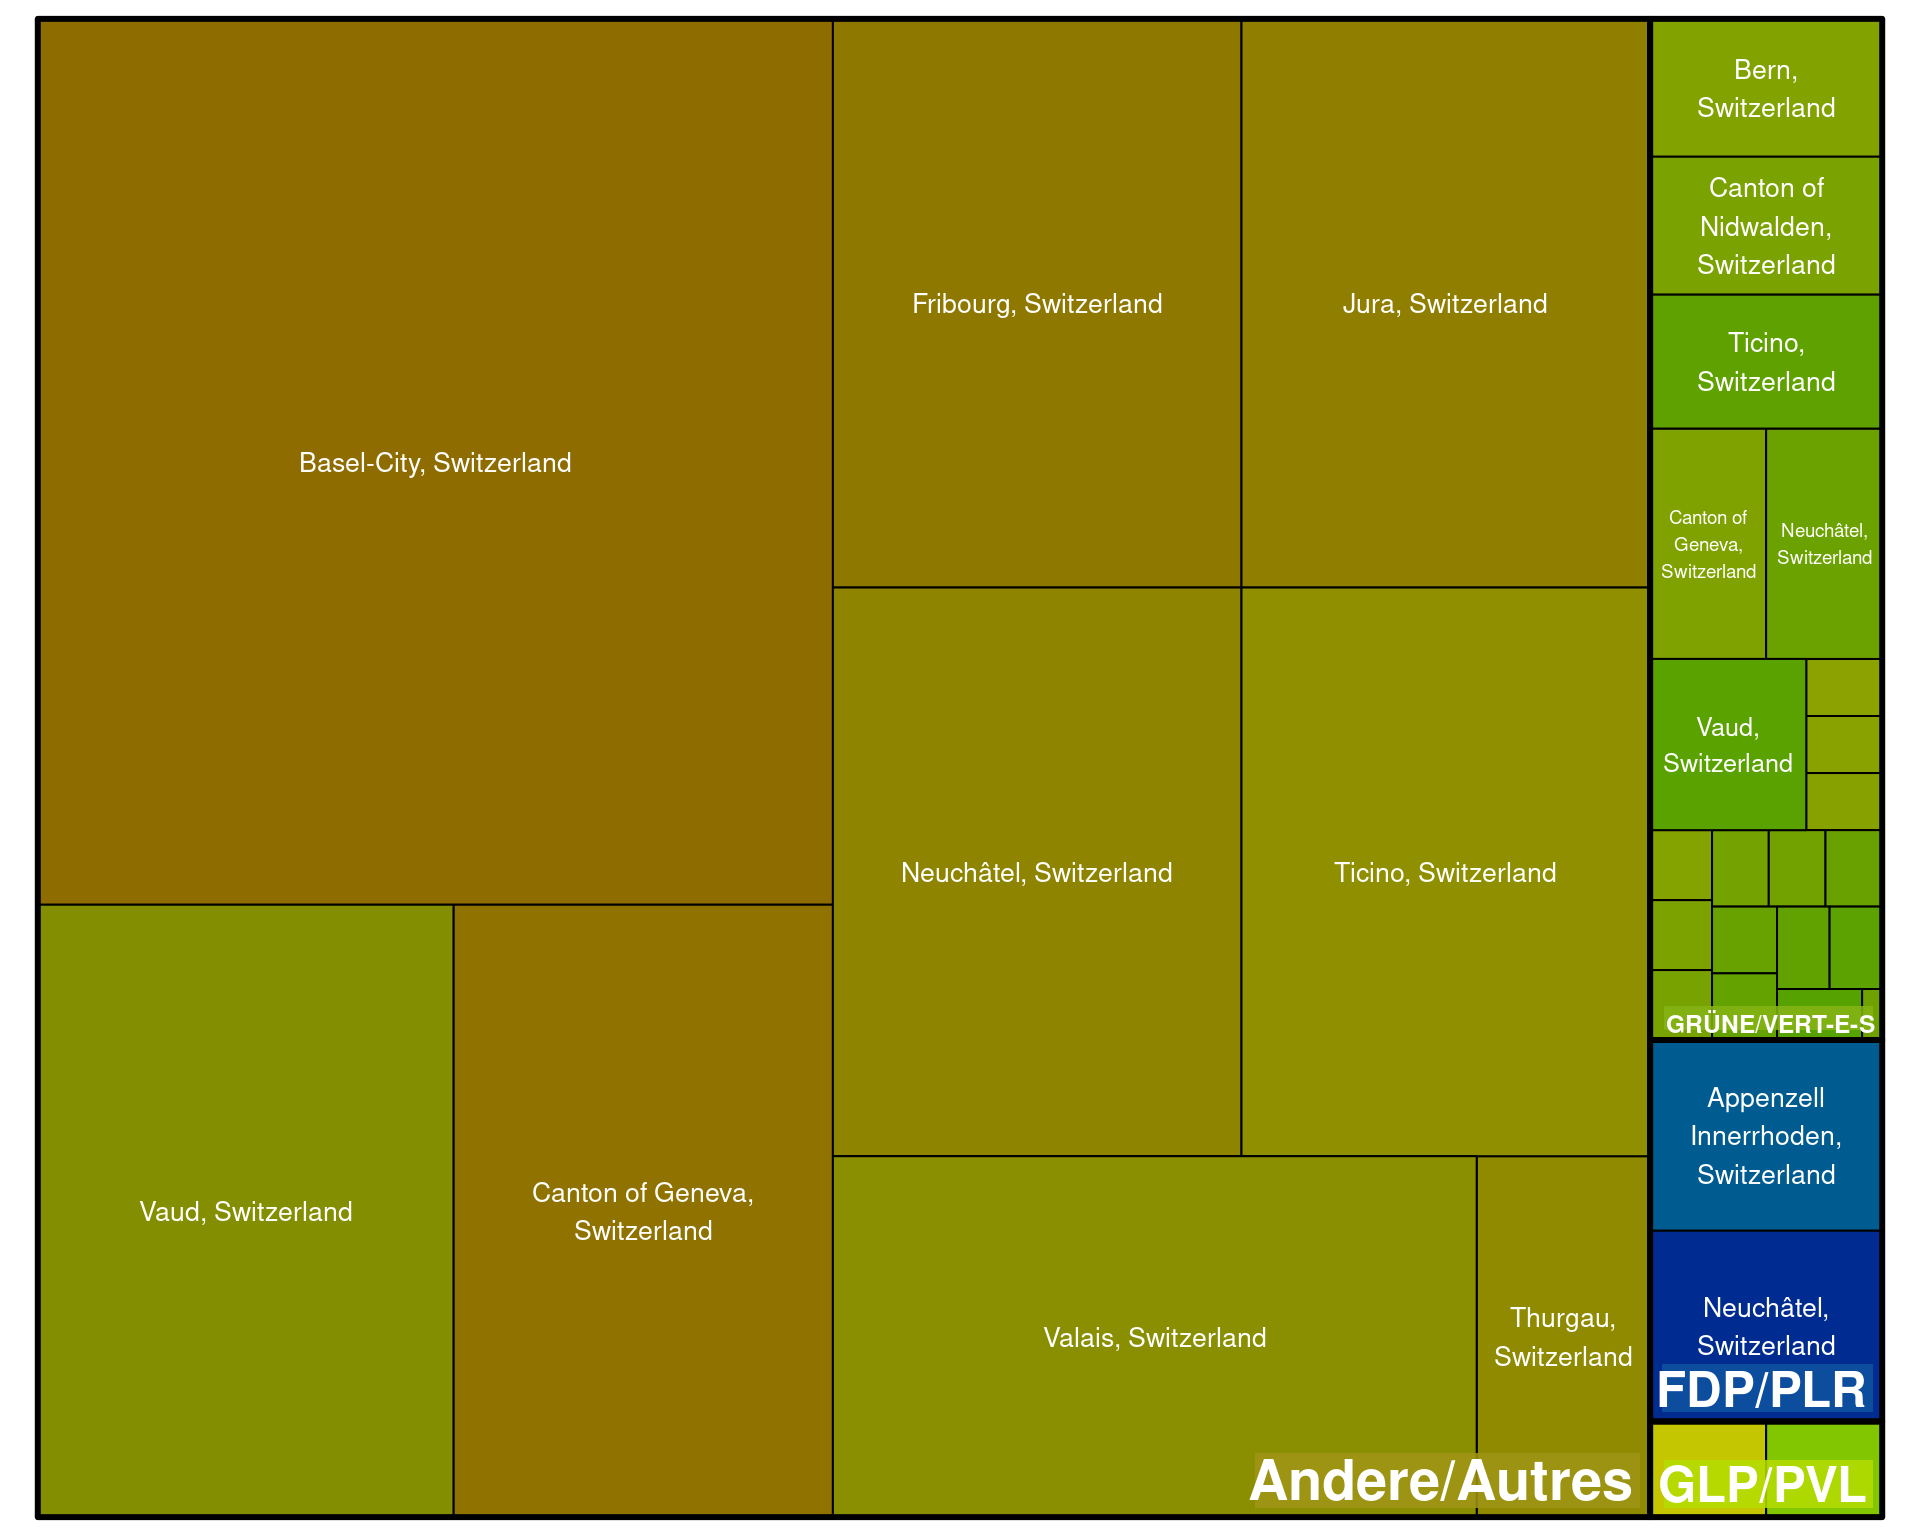 Basel-City, Switzerland
Vaud, Switzerland
Canton of Geneva,
Switzerland
Fribourg, Switzerland
Jura, Switzerland
Neuchâtel, Switzerland
Ticino, Switzerland
Valais, Switzerland
Thurgau,
Switzerland
Andere/Autres
Bern,
Switzerland
Canton of
Nidwalden,
Switzerland
Ticino,
Switzerland
Canton of
Geneva,
Switzerland
Neuchâtel,
Switzerland
Vaud,
Switzerland
GRÜNE/VERT-E-S
Appenzell
Innerrhoden,
Switzerland
Neuchâtel,
Switzerland
FDP/PLR
GLP/PVL